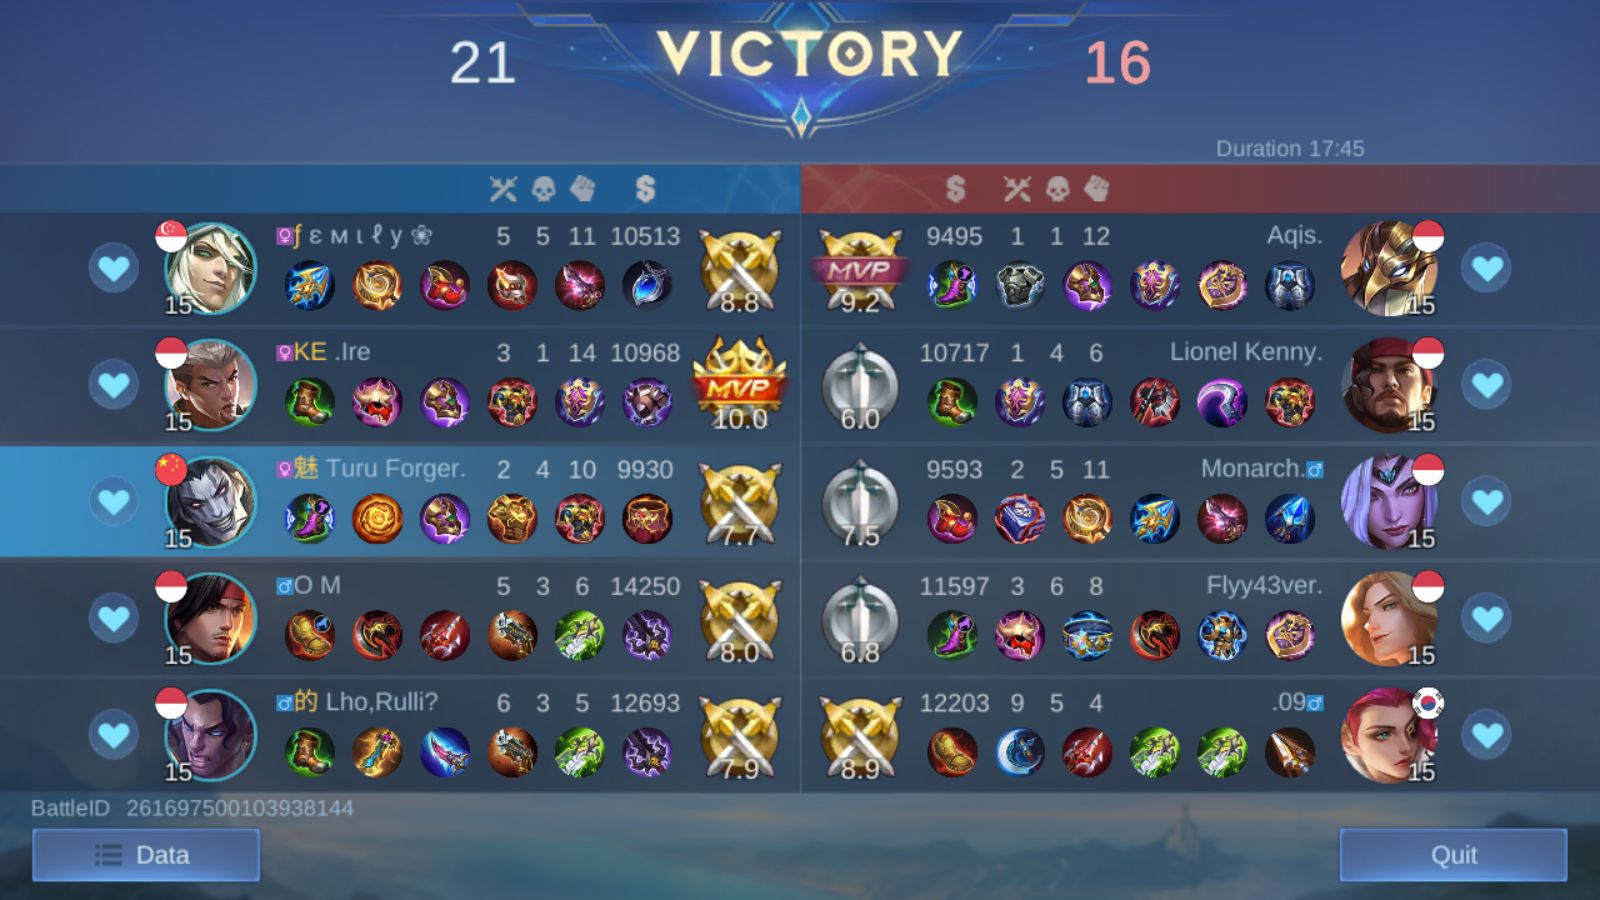 21 VICTORY 16
Duration 17:45
ƒ ε м ι ℓ y ❀ 5 5 11 10513
15 8.8
MVP 9.2 9495 1 1 12 Aqis. 15
KE .Ire 3 1 14 10968
15 MVP 10.0
6.0 10717 1 4 6 Lionel Kenny. 15
魅 Turu Forger. 2 4 10 9930
15 7.7
7.5 9593 2 5 11 Monarch. 15
O M 5 3 6 14250
15 8.0
6.8 11597 3 6 8 Flyy43ver. 15
的 Lho,Rulli? 6 3 5 12693
15 7.9
8.9 12203 9 5 4 .09 15
BattleID 261697500103938144
Data
Quit